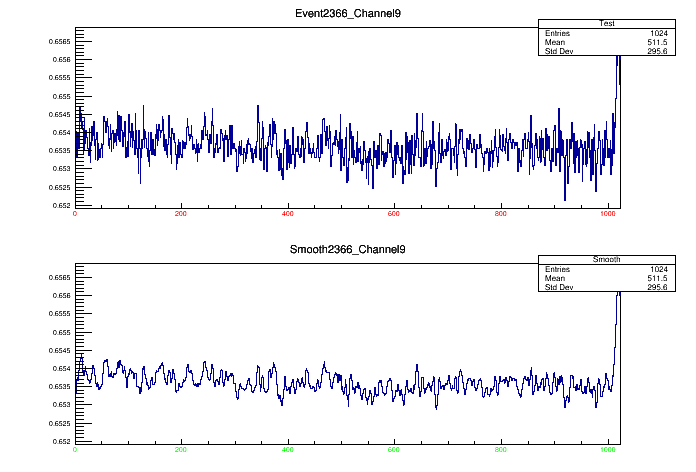 Event2366_Channel9
Test
Entries 1024
Mean 511.5
Std Dev 295.6
0.6565
0.656
0.6555
0.655
0.6545
0.654
0.6535
0.653
0.6525
0.652
0 200 400 600 800 1000
Smooth2366_Channel9
Smooth
Entries 1024
Mean 511.5
Std Dev 295.6
0.6565
0.656
0.6555
0.655
0.6545
0.654
0.6535
0.653
0.6525
0.652
0 200 400 600 800 1000